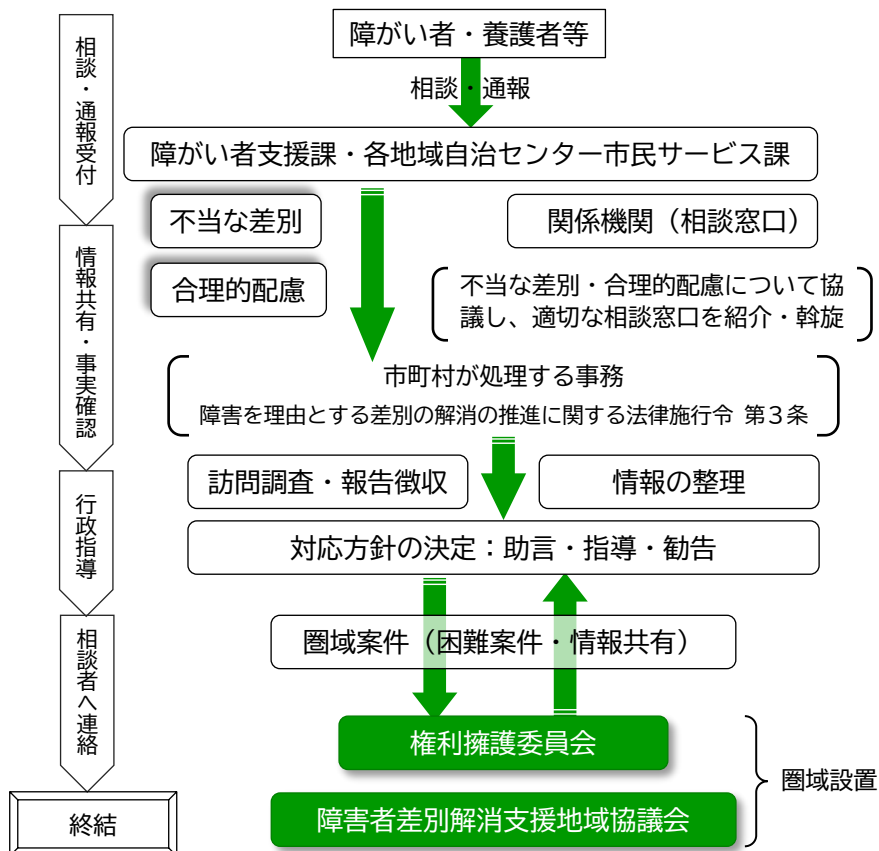 相談・通報受付
情報共有・事実確認
行政指導
相談者へ連絡
終結
障がい者・養護者等
相談・通報
障がい者支援課・各地域自治センター市民サービス課
不当な差別
関係機関（相談窓口）
合理的配慮
不当な差別・合理的配慮について協
議し、適切な相談窓口を紹介・斡旋
市町村が処理する事務
障害を理由とする差別の解消の推進に関する法律施行令 第３条
訪問調査・報告徴収
情報の整理
対応方針の決定：助言・指導・勧告
圏域案件（困難案件・情報共有）
権利擁護委員会
障害者差別解消支援地域協議会
圏域設置